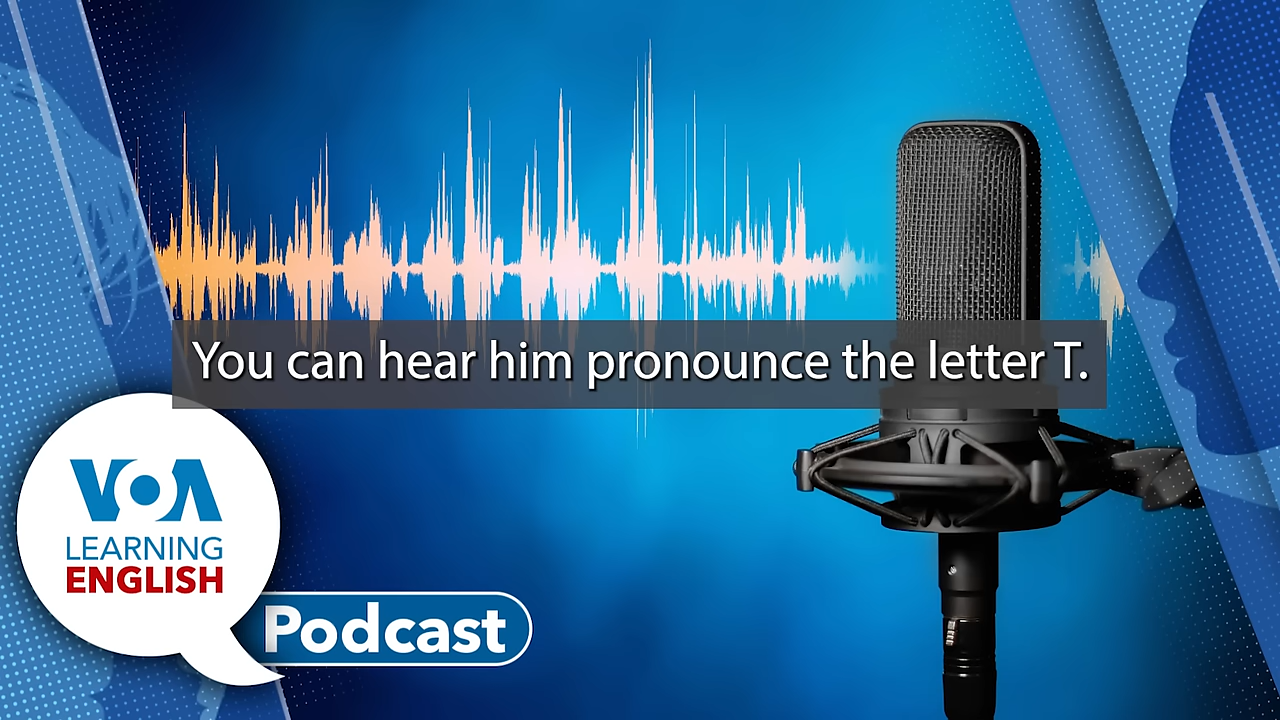 You can hear him pronounce the letter T.
VOA
LEARNING
ENGLISH
Podcast